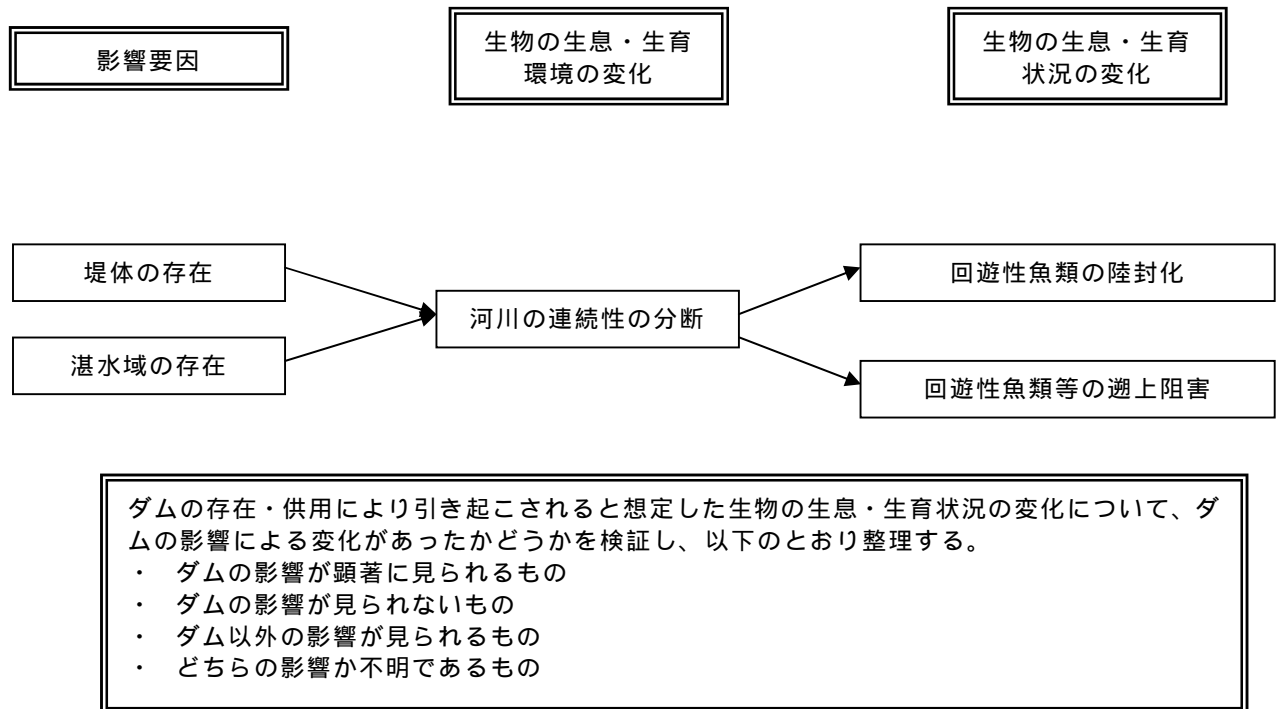 影響要因
生物の生息・生育
環境の変化
生物の生息・生育
状況の変化
堤体の存在
湛水域の存在
河川の連続性の分断
回遊性魚類の陸封化
回遊性魚類等の遡上阻害
ダムの存在・供用により引き起こされると想定した生物の生息・生育状況の変化について、ダ
ムの影響による変化があったかどうかを検証し、以下のとおり整理する。
・ ダムの影響が顕著に見られるもの
・ ダムの影響が見られないもの
・ ダム以外の影響が見られるもの
・ どちらの影響か不明であるもの